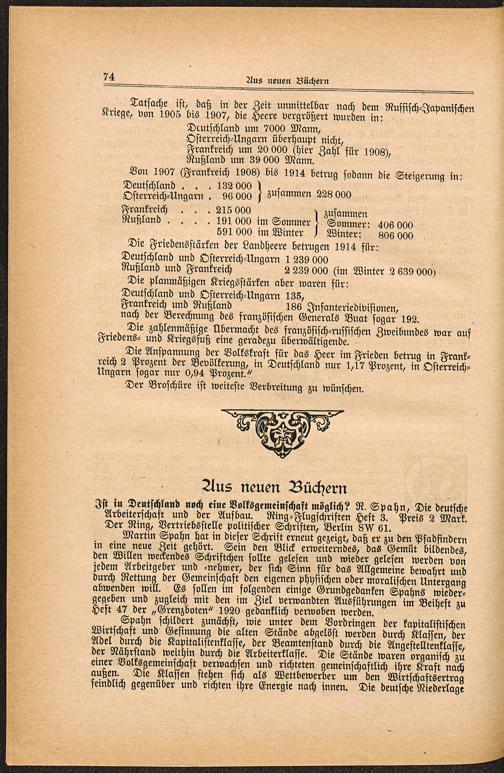 74
Aus neuen Büchern
Tatsache ist, daß in der Zeit unmittelbar nach dem Russisch-Japanischen
Kriege, von 1905 bis 1907, die Heere vergrößert wurden in:
Deutschland um 7000 Mann,
Österreich-Ungarn überhaupt nicht,
Frankreich um 20 000 (hier Zahl für 1908),
Rußland um 39 000 Mann.
Von 1907 (Frankreich 1908) bis 1914 betrug sodann die Steigerung in:
Deutschland . . . 132 000
Österreich-Ungarn . 96 000 } zusammen 228 000
Frankreich . . . 215 000
Rußland . . . 191 000 im Sommer
591 000 im Winter } zusammen
Sommer: 406 000
Winter: 806 000
Die Friedensstärken der Landheere betrugen 1914 für:
Deutschland und Österreich-Ungarn 1 239 000
Rußland und Frankreich 2 239 000 (im Winter 2 639 000)
Die planmäßigen Kriegsstärken aber waren für:
Deutschland und Österreich-Ungarn 135,
Frankreich und Rußland 186 Infanteriedivisionen,
nach der Berechnung des französischen Generals Buat sogar 192.
Die zahlenmäßige Übermacht des französisch-russischen Zweibundes war auf
Friedens- und Kriegsfuß eine geradezu überwältigende.
Die Anspannung der Volkskraft für das Heer im Frieden betrug in Frank-
reich 2 Prozent der Bevölkerung, in Deutschland nur 1,17 Prozent, in Österreich-
Ungarn sogar nur 0,94 Prozent."
Der Broschüre ist weiteste Verbreitung zu wünschen.
Aus neuen Büchern
Ist in Deutschland noch eine Volksgemeinschaft möglich? R. Spahn, Die deutsche
Arbeiterschaft und der Aufbau. Ring-Flugschriften Heft 3. Preis 2 Mark.
Der Ring, Vertriebsstelle politischer Schriften, Berlin SW 61.
Martin Spahn hat in dieser Schrift erneut gezeigt, daß er zu den Pfadfindern
in eine neue Zeit gehört. Sein den Blick erweiterndes, das Gemüt bildendes,
den Willen weckendes Schriftchen sollte gelesen und wieder gelesen werden von
jedem Arbeitgeber und -nehmer, der sich Sinn für das Allgemeine bewahrt und
durch Rettung der Gemeinschaft den eigenen physischen oder moralischen Untergang
abwenden will. Es sollen im folgenden einige Grundgedanken Spahns wieder-
gegeben und zugleich mit den im Ziel verwandten Ausführungen im Beiheft zu
Heft 47 der „Grenzboten" 1920 gedanklich verwoben werden.
Spahn schildert zunächst, wie unter dem Vordringen der kapitalistischen
Wirtschaft und Gesinnung die alten Stände abgelöst werden durch Klassen, der
Adel durch die Kapitalistenklasse, der Beamtenstand durch die Angestelltenklasse,
der Nährstand weithin durch die Arbeiterklasse. Die Stände waren organisch zu
einer Volksgemeinschaft verwachsen und richteten gemeinschaftlich ihre Kraft nach
außen. Die Klassen stehen sich als Wettbewerber um den Wirtschaftsertrag
feindlich gegenüber und richten ihre Energie nach innen. Die deutsche Niederlage